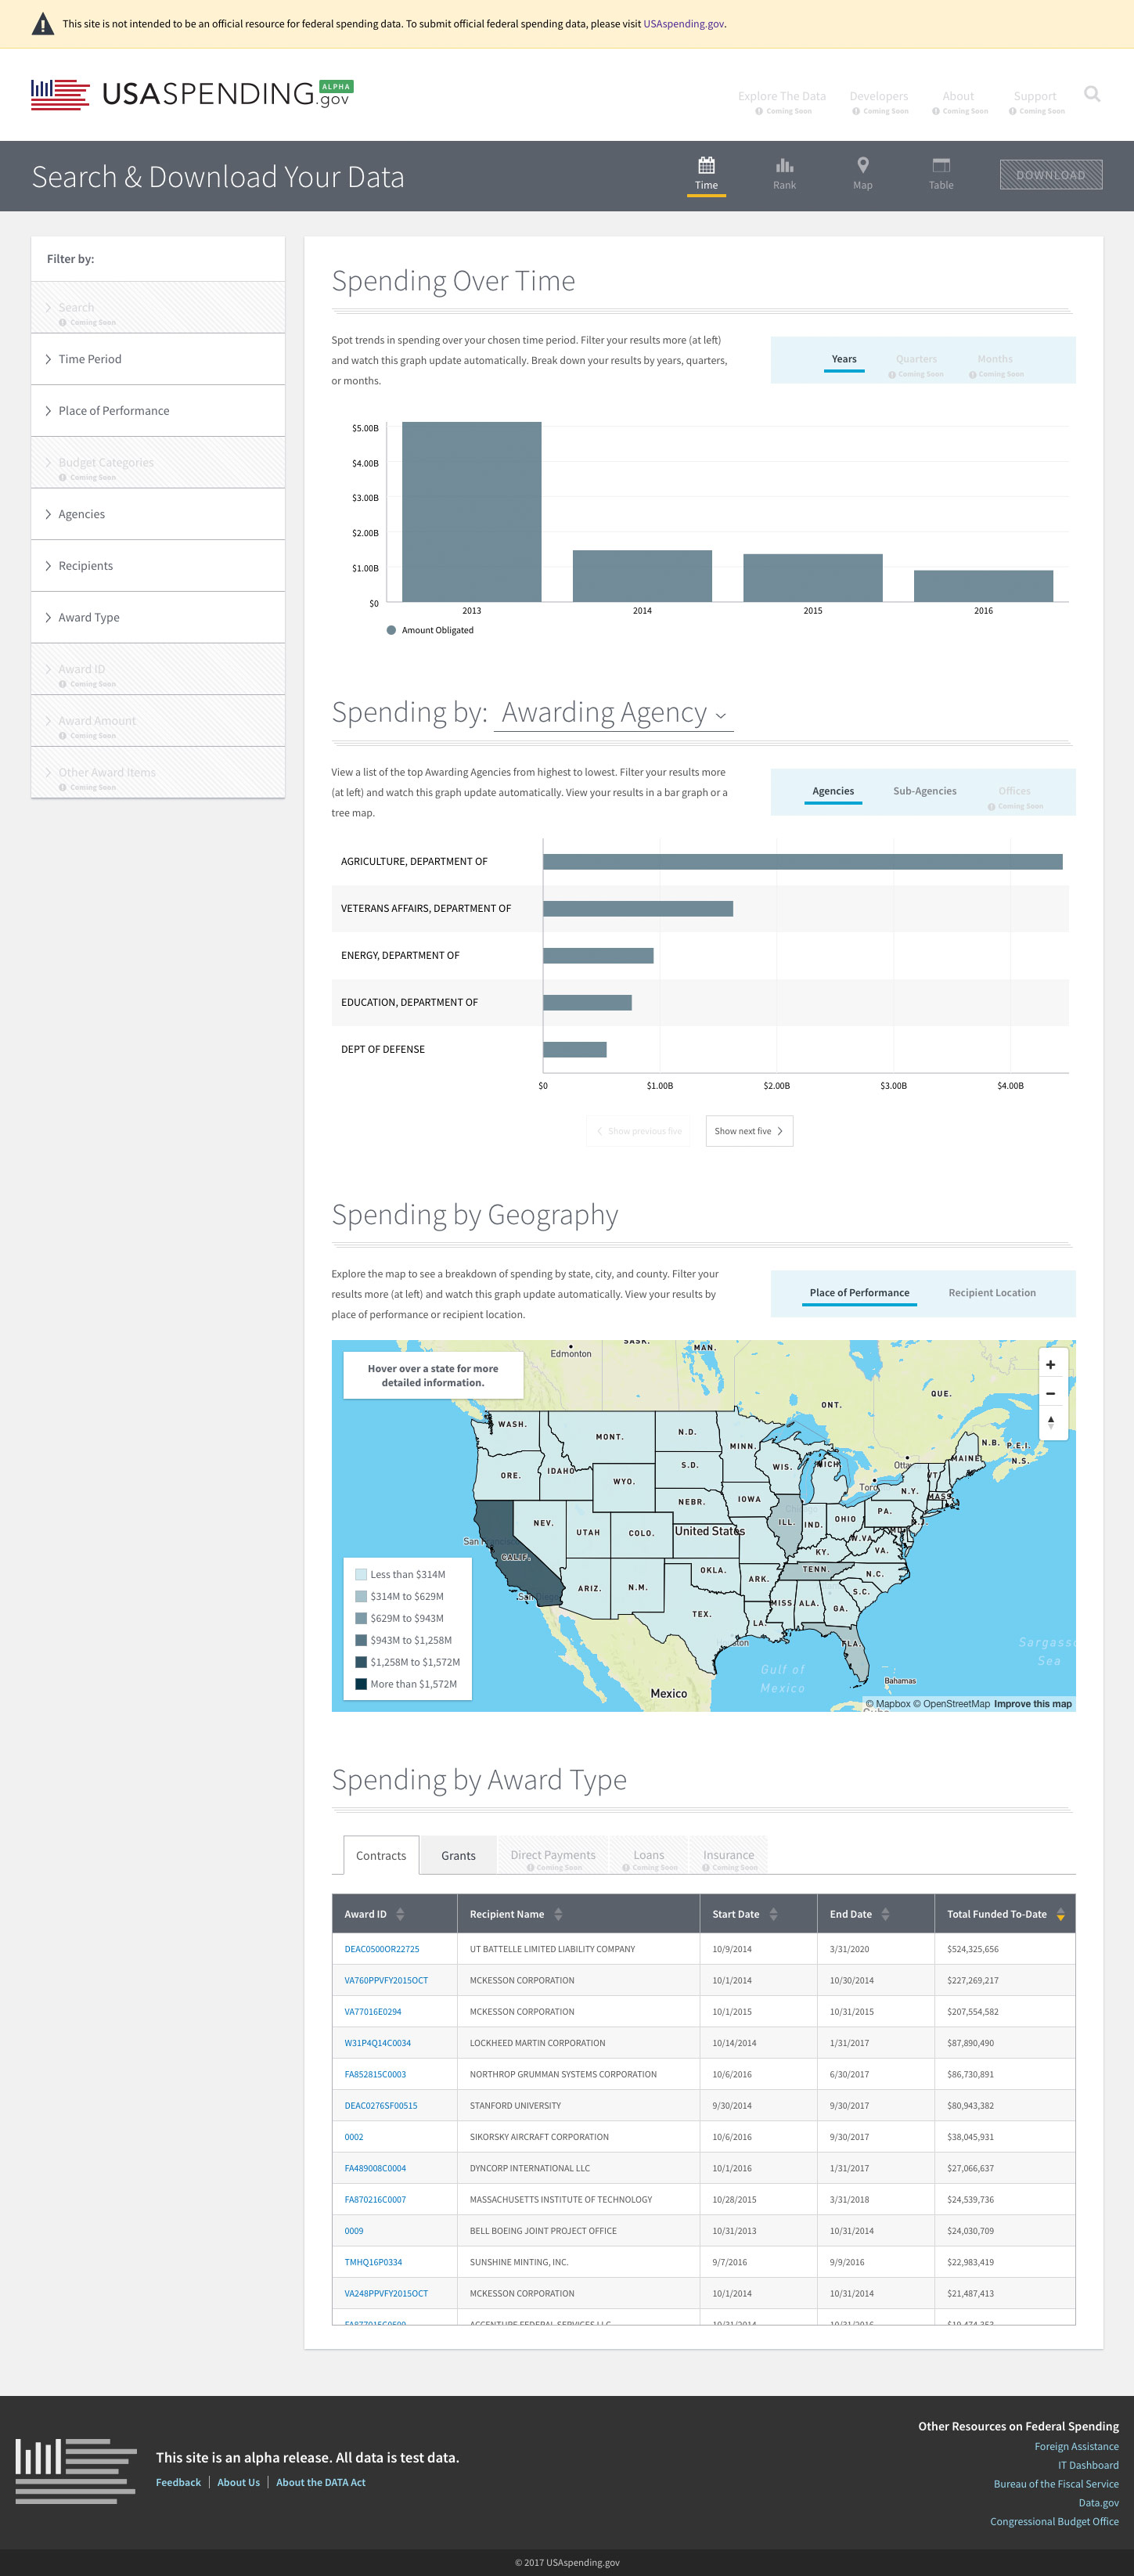 This site is not intended to be an official resource for federal spending data. To submit official federal spending data, please visit USAspending.gov.
USASPENDING.gov
ALPHA
Explore The Data
Coming Soon
Developers
Coming Soon
About
Coming Soon
Support
Coming Soon
Search & Download Your Data
Time
Rank
Map
Table
DOWNLOAD
Filter by:
Search
Coming Soon
Time Period
Place of Performance
Budget Categories
Coming Soon
Agencies
Recipients
Award Type
Award ID
Coming Soon
Award Amount
Coming Soon
Other Award Items
Coming Soon
Spending Over Time
Spot trends in spending over your chosen time period. Filter your results more (at left)
and watch this graph update automatically. Break down your results by years, quarters,
or months.
Years
Quarters
Coming Soon
Months
Coming Soon
$5.00B
$4.00B
$3.00B
$2.00B
$1.00B
$0
2013
2014
2015
2016
Amount Obligated
Spending by: Awarding Agency
View a list of the top Awarding Agencies from highest to lowest. Filter your results more
(at left) and watch this graph update automatically. View your results in a bar graph or a
tree map.
Agencies
Sub-Agencies
Offices
Coming Soon
AGRICULTURE, DEPARTMENT OF
VETERANS AFFAIRS, DEPARTMENT OF
ENERGY, DEPARTMENT OF
EDUCATION, DEPARTMENT OF
DEPT OF DEFENSE
$0
$1.00B
$2.00B
$3.00B
$4.00B
Show previous five
Show next five
Spending by Geography
Explore the map to see a breakdown of spending by state, city, and county. Filter your
results more (at left) and watch this graph update automatically. View your results by
place of performance or recipient location.
Place of Performance
Recipient Location
Hover over a state for more
detailed information.
SASK.
MAN.
Edmonton
ONT.
QUE.
N.B.
P.E.I.
N.S.
WASH.
MONT.
N.D.
MINN.
WIS.
MICH
MAINE
VT
ORE.
IDAHO
WYO.
S.D.
N.Y.
MASS
NEBR.
IOWA
ILL.
IND.
OHIO
PA.
NEV.
UTAH
COLO.
United States
W.VA
KY.
VA.
CALIF.
ARIZ.
N.M.
OKLA.
ARK.
TENN.
N.C.
S.C.
TEX.
LA.
MISS
ALA.
GA.
FLA.
Gulf of
Mexico
Sargasso
Sea
Bahamas
Mexico
Less than $314M
$314M to $629M
$629M to $943M
$943M to $1,258M
$1,258M to $1,572M
More than $1,572M
© Mapbox © OpenStreetMap Improve this map
Spending by Award Type
Contracts
Grants
Direct Payments
Coming Soon
Loans
Coming Soon
Insurance
Coming Soon
Award ID Recipient Name Start Date End Date Total Funded To-Date
DEAC0500OR22725 UT BATTELLE LIMITED LIABILITY COMPANY 10/9/2014 3/31/2020 $524,325,656
VA760PPVFY2015OCT MCKESSON CORPORATION 10/1/2014 10/30/2014 $227,269,217
VA77016E0294 MCKESSON CORPORATION 10/1/2015 10/31/2015 $207,554,582
W31P4Q14C0034 LOCKHEED MARTIN CORPORATION 10/14/2014 1/31/2017 $87,890,490
FA852815C0003 NORTHROP GRUMMAN SYSTEMS CORPORATION 10/6/2016 6/30/2017 $86,730,891
DEAC0276SF00515 STANFORD UNIVERSITY 9/30/2014 9/30/2017 $80,943,382
0002 SIKORSKY AIRCRAFT CORPORATION 10/6/2016 9/30/2017 $38,045,931
FA489008C0004 DYNCORP INTERNATIONAL LLC 10/1/2016 1/31/2017 $27,066,637
FA870216C0007 MASSACHUSETTS INSTITUTE OF TECHNOLOGY 10/28/2015 3/31/2018 $24,539,736
0009 BELL BOEING JOINT PROJECT OFFICE 10/31/2013 10/31/2014 $24,030,709
TMHQ16P0334 SUNSHINE MINTING, INC. 9/7/2016 9/9/2016 $22,983,419
VA248PPVFY2015OCT MCKESSON CORPORATION 10/1/2014 10/31/2014 $21,487,413
ACCENTURE FEDERAL SERVICES LLC 10/31/2014 10/31/2016
This site is an alpha release. All data is test data.
Feedback
About Us
About the DATA Act
Other Resources on Federal Spending
Foreign Assistance
IT Dashboard
Bureau of the Fiscal Service
Data.gov
Congressional Budget Office
© 2017 USAspending.gov